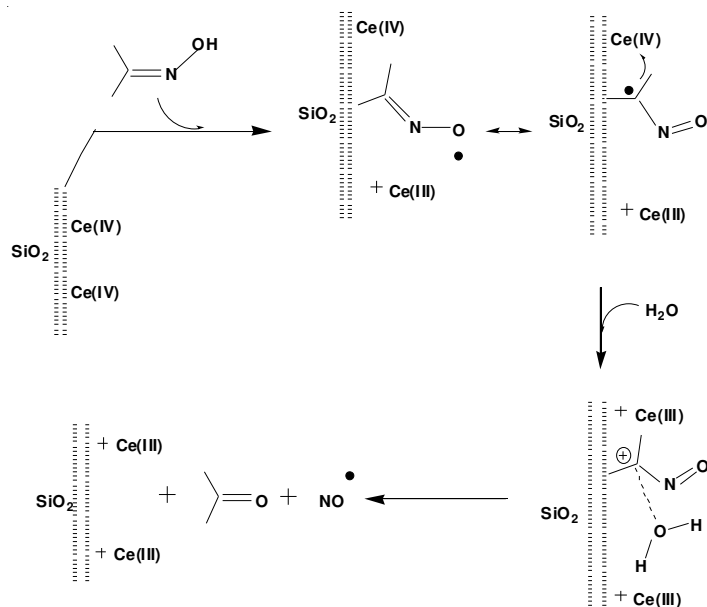 OH
N
Ce(IV)
SiO2
N
O
+ Ce(III)
Ce(IV)
SiO2
N
O
+ Ce(III)
SiO2
Ce(IV)
Ce(IV)
H2O
+ Ce(III)
SiO2
N
O
O
H
H
+ Ce(III)
SiO2
+ Ce(III)
+ Ce(III)
+
O
+
NO